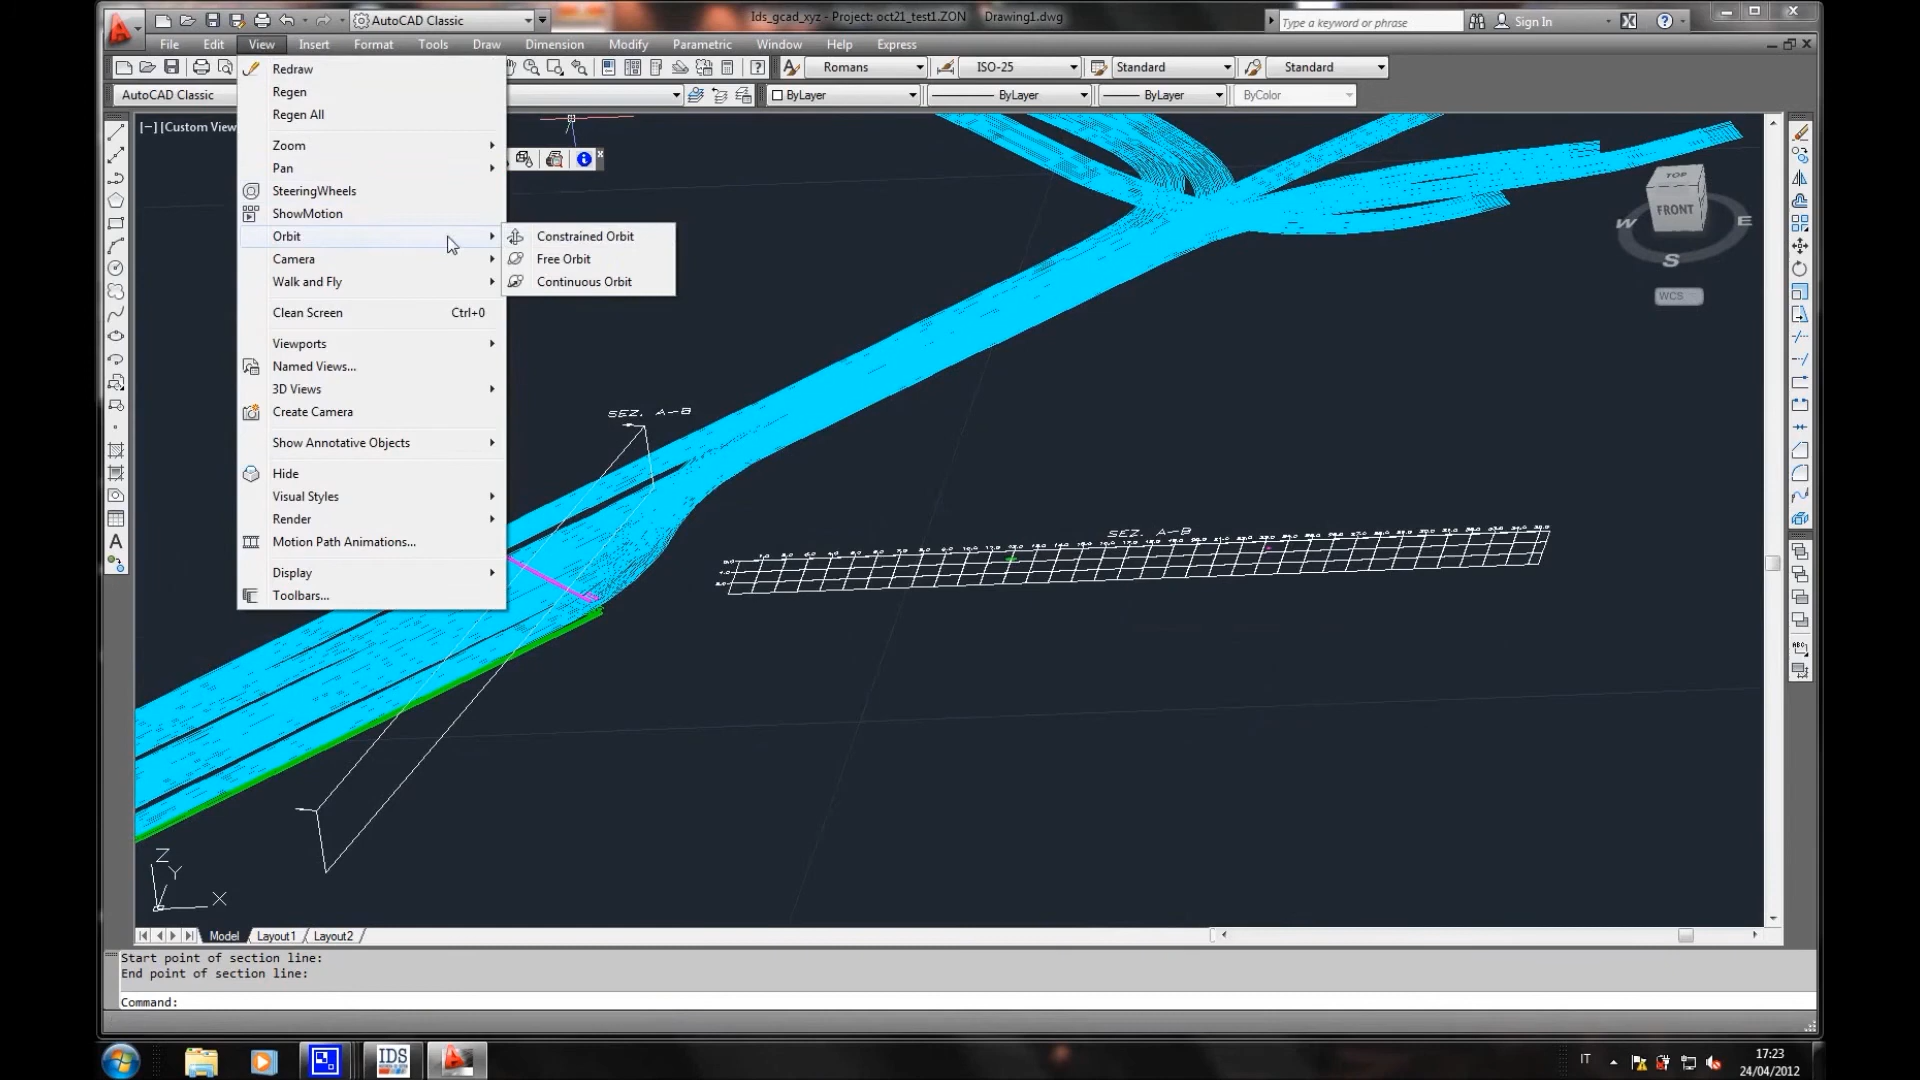 AutoCAD Classic
Ids_gcad_xyz - Project: oct21_test1.ZON    Drawing1.dwg
Type a keyword or phrase
Sign In
File Edit View Insert Format Tools Draw Dimension Modify Parametric Window Help Express
Romans ISO-25 Standard Standard
AutoCAD Classic
ByLayer ByLayer ByLayer ByColor
[−][Custom View
Redraw
Regen
Regen All
Zoom
Pan
SteeringWheels
ShowMotion
Orbit
Camera
Walk and Fly
Clean Screen Ctrl+0
Viewports
Named Views...
3D Views
Create Camera
Show Annotative Objects
Hide
Visual Styles
Render
Motion Path Animations...
Display
Toolbars...
Constrained Orbit
Free Orbit
Continuous Orbit
TOP
FRONT
W
E
S
WCS
SEZ. A-B
SEZ. A-B
Z
Y
X
A
ABC
Model Layout1 Layout2
Start point of section line:
End point of section line:
Command:
IDS
IT
17:23
24/04/2012